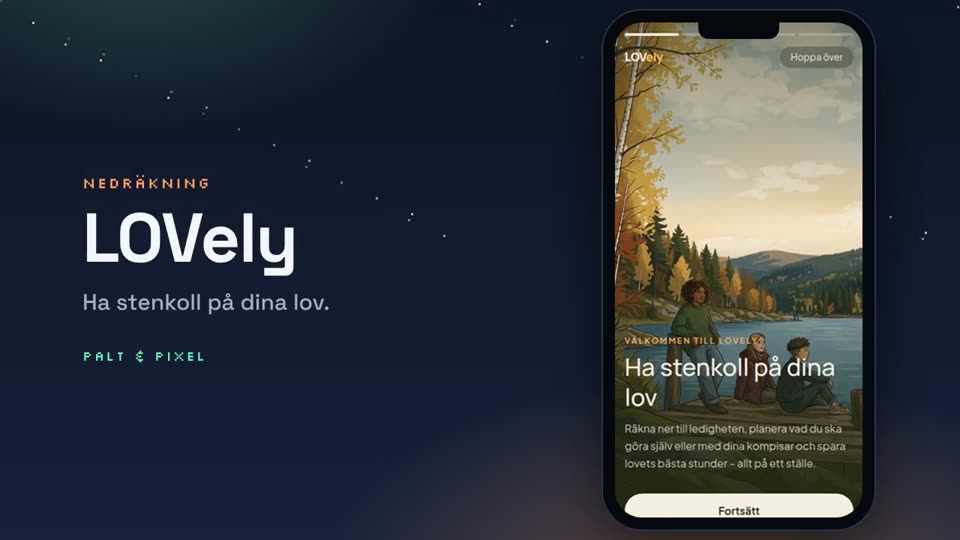 NEDRÄKNING
LOVely
Ha stenkoll på dina lov.
PALT & PIXEL
LOVely
Hoppa över
VÄLKOMMEN TILL LOVELY
Ha stenkoll på dina
lov
Räkna ner till ledigheten, planera vad du ska
göra själv eller med dina kompisar och spara
lovets bästa stunder – allt på ett ställe.
Fortsätt